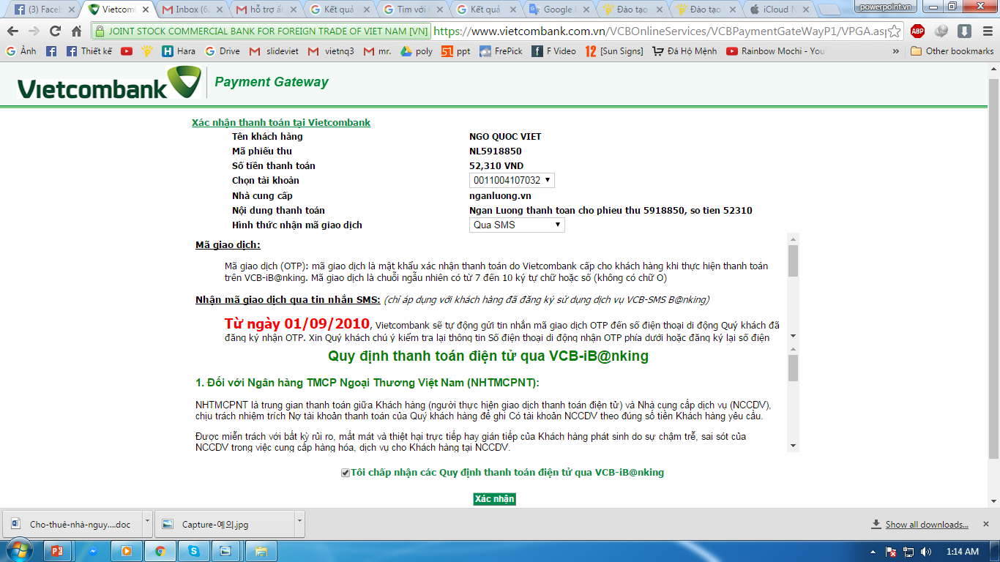 (3) Faceb
Vietcomb
Inbox (6
hỗ trợ ẩn
Kết quả
Tìm với
Kết quả
Google
Đào tạo
Đào tạo
iCloud
powerpoint.vn
JOINT STOCK COMMERCIAL BANK FOR FOREIGN TRADE OF VIET NAM [VN]
https://www.vietcombank.com.vn/VCBOnlineServices/VCBPaymentGateWayP1/VPGA.asp
ABP
Ảnh
Thiết kế
Hara
Drive
slideviet
vietnq3
mr.
poly
ppt
FrePick
F Video
[Sun Signs]
Đá Hộ Mệnh
Rainbow Mochi - You
»
Other bookmarks
Vietcombank
Payment Gateway
Xác nhận thanh toán tại Vietcombank
Tên khách hàng NGO QUOC VIET
Mã phiếu thu NL5918850
Số tiền thanh toán 52,310 VND
Chọn tài khoản 0011004107032
Nhà cung cấp nganluong.vn
Nội dung thanh toán Ngan Luong thanh toan cho phieu thu 5918850, so tien 52310
Hình thức nhận mã giao dịch Qua SMS
Mã giao dịch:
Mã giao dịch (OTP): mã giao dịch là mật khẩu xác nhận thanh toán do Vietcombank cấp cho khách hàng khi thực hiện thanh toán
trên VCB-iB@nking. Mã giao dịch là chuỗi ngẫu nhiên có từ 7 đến 10 ký tự chữ hoặc số (không có chữ O)
Nhận mã giao dịch qua tin nhắn SMS: (chỉ áp dụng với khách hàng đã đăng ký sử dụng dịch vụ VCB-SMS B@nking)
Từ ngày 01/09/2010, Vietcombank sẽ tự động gửi tin nhắn mã giao dịch OTP đến số điện thoại di động Quý khách đã
đăng ký nhận OTP. Xin Quý khách chú ý kiểm tra lại thông tin Số điện thoại di động nhận OTP phía dưới hoặc đăng ký lại số điện
Quy định thanh toán điện tử qua VCB-iB@nking
1. Đối với Ngân hàng TMCP Ngoại Thương Việt Nam (NHTMCPNT):
NHTMCPNT là trung gian thanh toán giữa Khách hàng (người thực hiện giao dịch thanh toán điện tử) và Nhà cung cấp dịch vụ (NCCDV),
chịu trách nhiệm trích Nợ tài khoản thanh toán của Quý khách hàng để ghi Có tài khoản NCCDV theo đúng số tiền Khách hàng yêu cầu.
Được miễn trách với bất kỳ rủi ro, mất mát và thiệt hại trực tiếp hay gián tiếp của Khách hàng phát sinh do sự chậm trễ, sai sót của
NCCDV trong việc cung cấp hàng hóa, dịch vụ cho Khách hàng tại NCCDV.
Tôi chấp nhận các Quy định thanh toán điện tử qua VCB-iB@nking
Xác nhận
Cho-thuê-nhà-nguy....doc
Capture-예의.jpg
Show all downloads...
1:14 AM